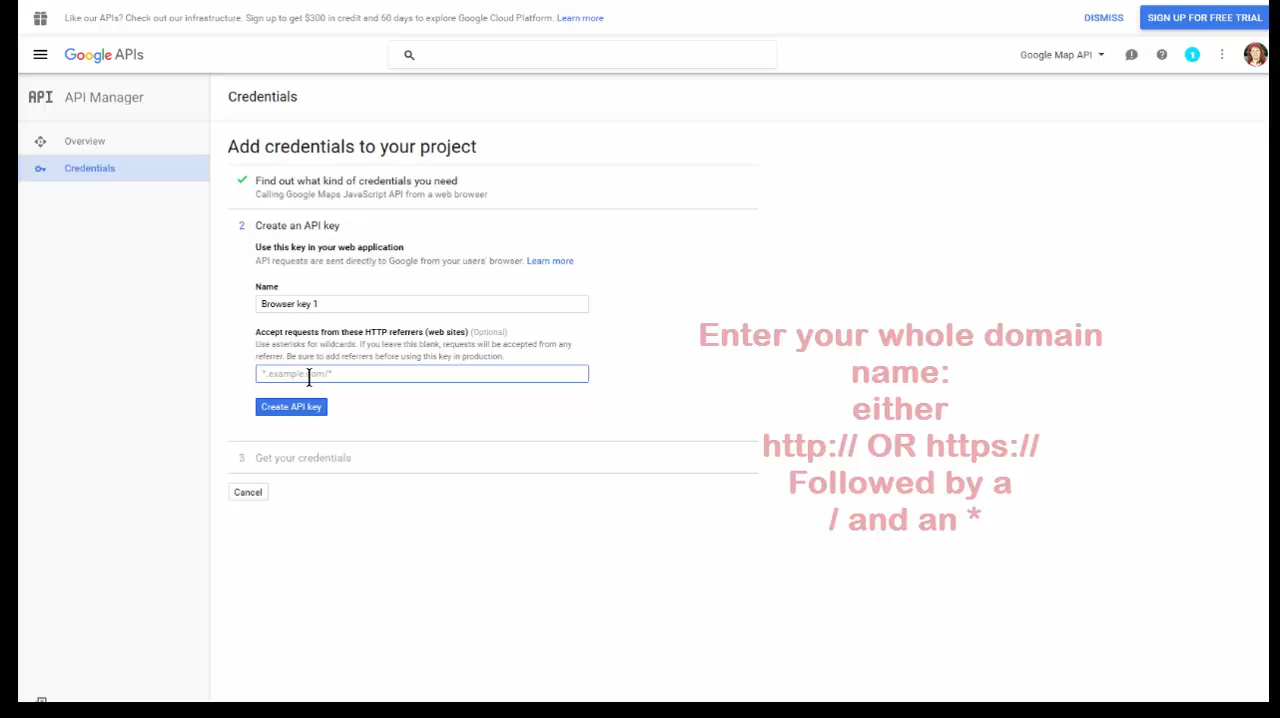 Like our APIs? Check out our infrastructure. Sign up to get $300 in credit and 60 days to explore Google Cloud Platform. Learn more
DISMISS
SIGN UP FOR FREE TRIAL
Google APIs
Google Map API
1
API API Manager
Overview
Credentials
Credentials
Add credentials to your project
Find out what kind of credentials you need
Calling Google Maps JavaScript API from a web browser
2 Create an API key
Use this key in your web application
API requests are sent directly to Google from your users' browser. Learn more
Name
Browser key 1
Accept requests from these HTTP referrers (web sites) (Optional)
Use asterisks for wildcards. If you leave this blank, requests will be accepted from any
referrer. Be sure to add referrers before using this key in production.
*.example.com/*
Create API key
3 Get your credentials
Cancel
Enter your whole domain
name:
either
http:// OR https://
Followed by a
/ and an *